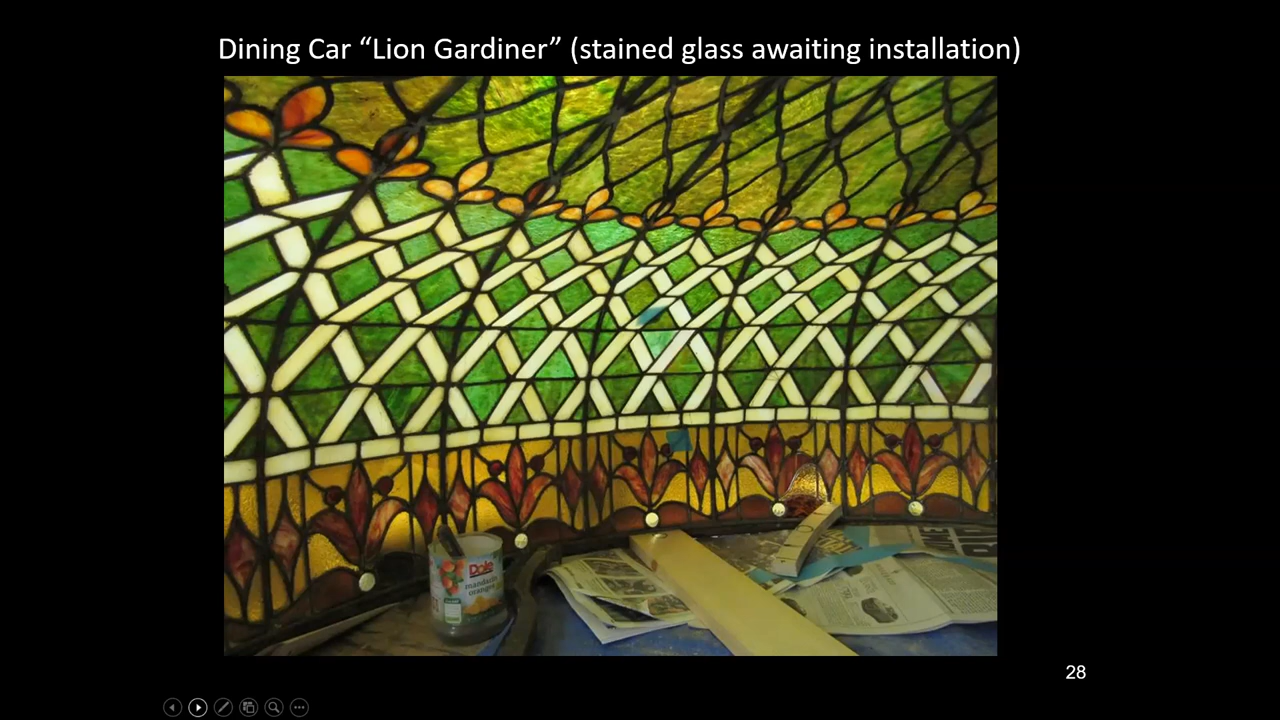 Dining Car “Lion Gardiner” (stained glass awaiting installation)
Dole
mandarin
oranges
28